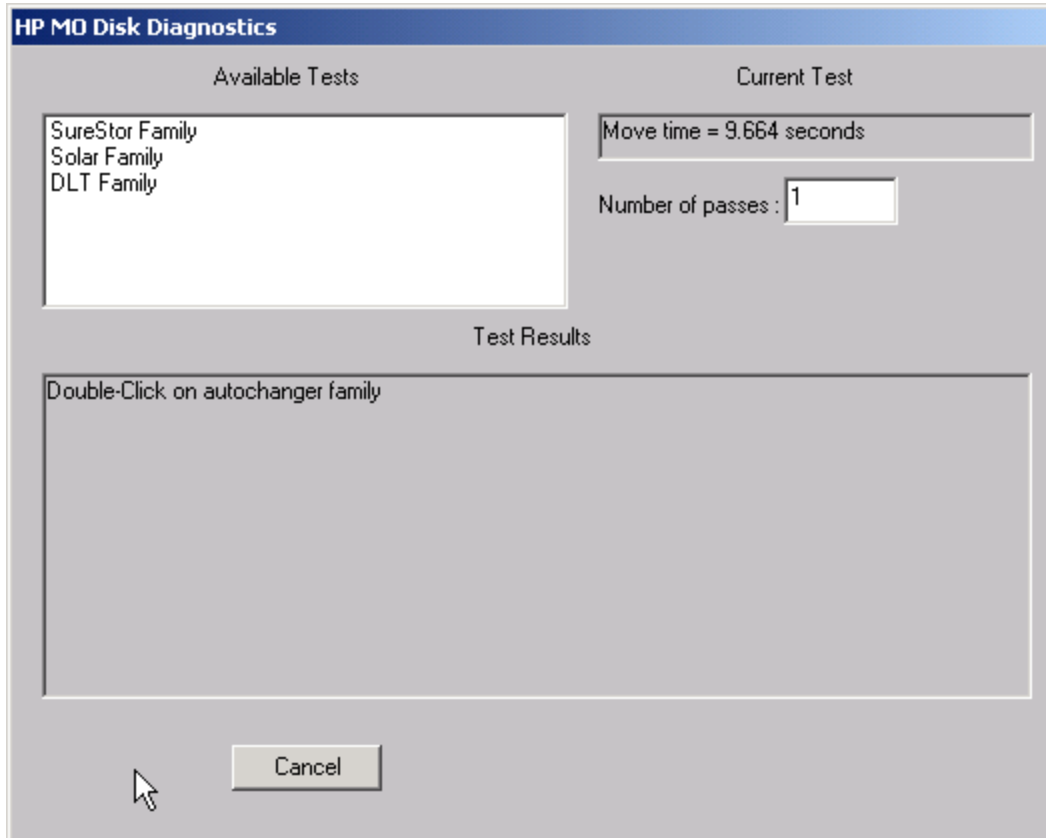 HP MO Disk Diagnostics
Available Tests
Current Test
SureStor Family
Solar Family
DLT Family
Move time = 9.664 seconds
Number of passes :
1
Test Results
Double-Click on autochanger family
Cancel